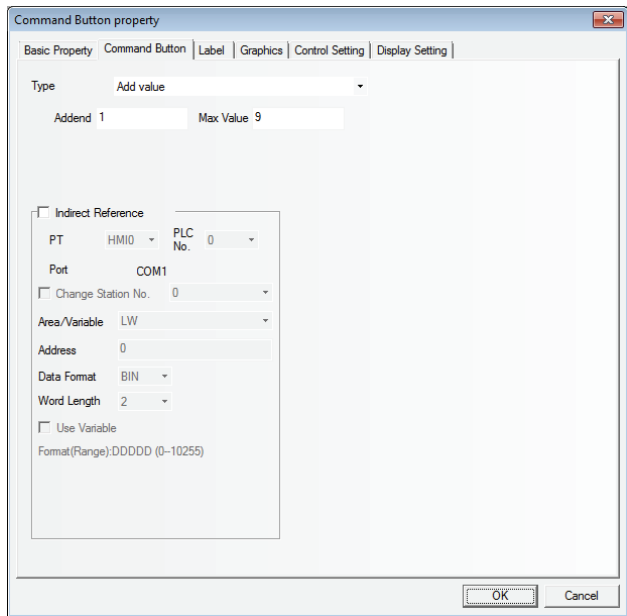 Command Button property
Basic Property Command Button Label Graphics Control Setting Display Setting
Type Add value
Addend 1 Max Value 9
Indirect Reference
PT HMI0 PLC No. 0
Port COM1
Change Station No. 0
Area/Variable LW
Address 0
Data Format BIN
Word Length 2
Use Variable
Format(Range):DDDDD (0--10255)
OK Cancel